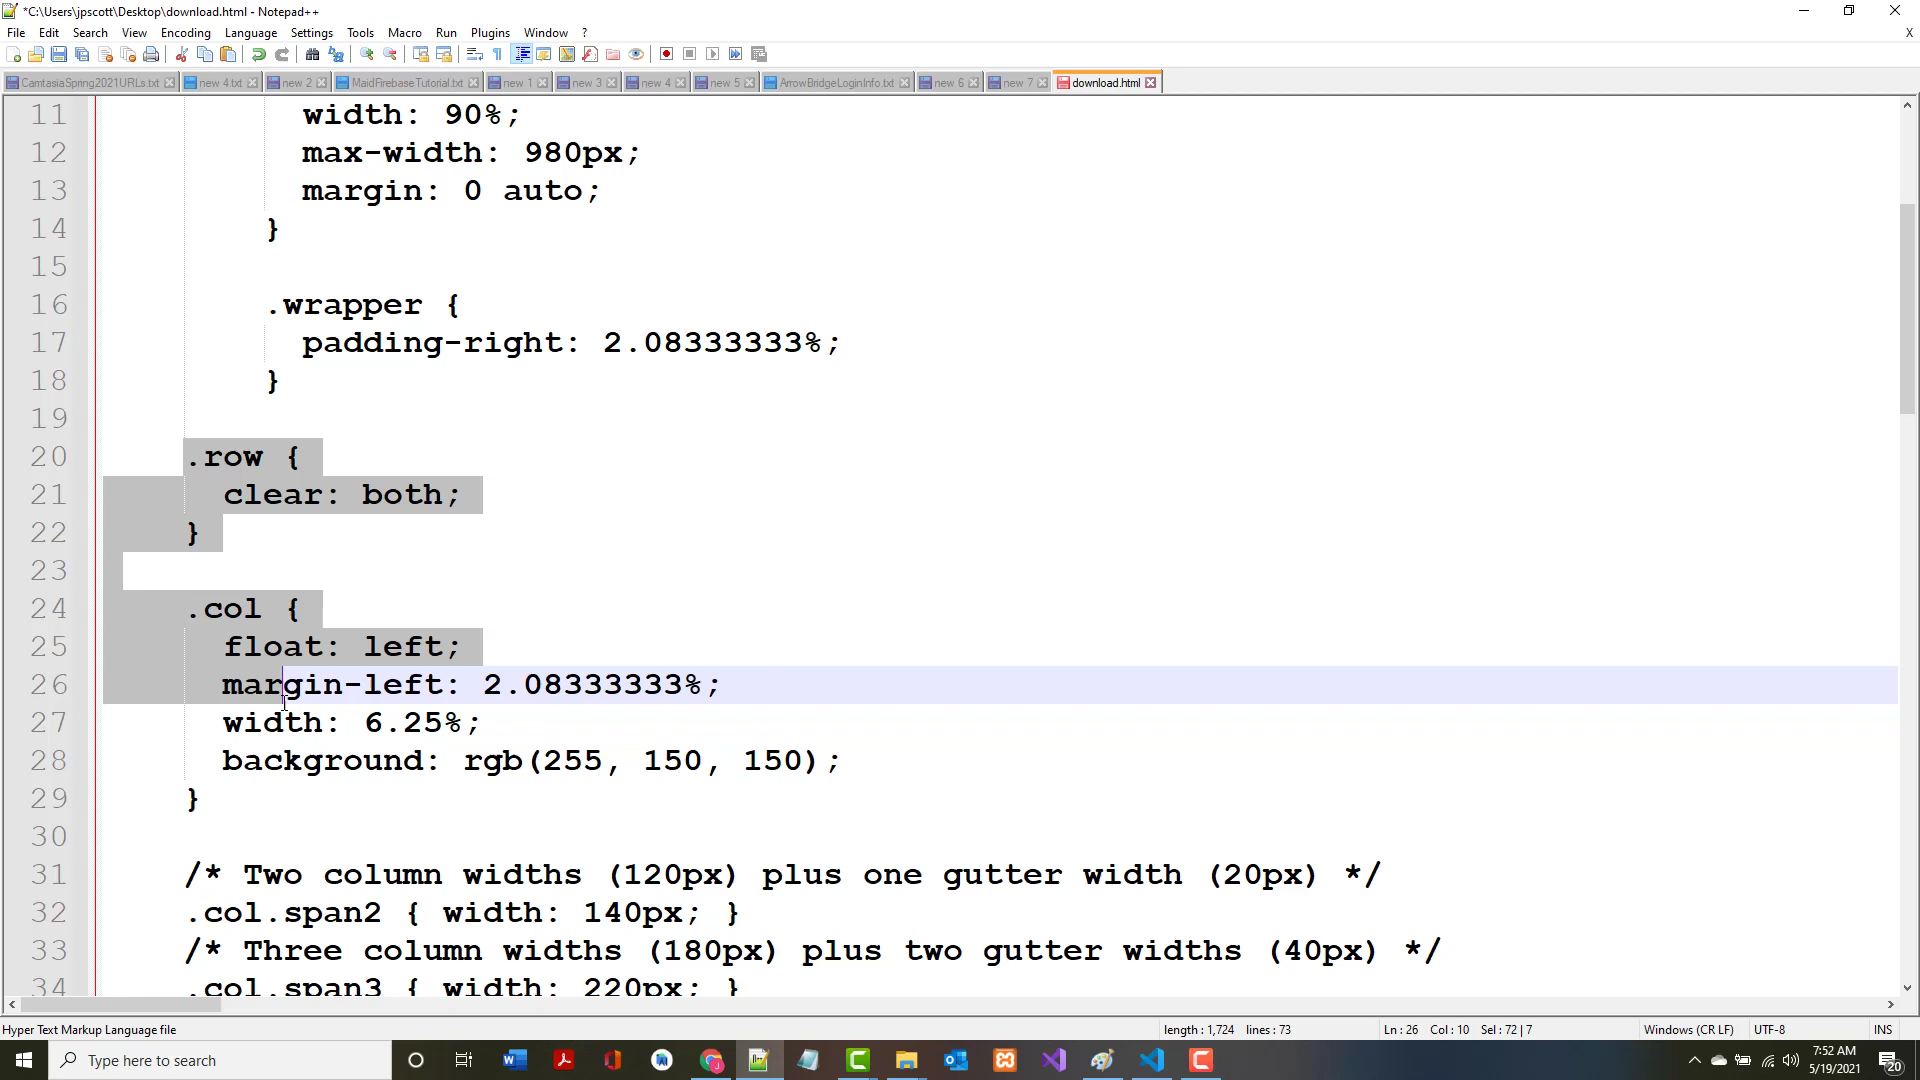 *C:\Users\jpscott\Desktop\download.html - Notepad++
File Edit Search View Encoding Language Settings Tools Macro Run Plugins Window ? X
CamtasiaSpring2021URLs.txt new 4.txt new 2 MaidFirebaseTutorial.txt new 1 new 3 new 4 new 5 ArrowBridgeLoginInfo.txt new 6 new 7 download.html
11 width: 90%;
12 max-width: 980px;
13 margin: 0 auto;
14 }
15
16 .wrapper {
17 padding-right: 2.08333333%;
18 }
19
20 .row {
21 clear: both;
22 }
23
24 .col {
25 float: left;
26 margin-left: 2.08333333%;
27 width: 6.25%;
28 background: rgb(255, 150, 150);
29 }
30
31 /* Two column widths (120px) plus one gutter width (20px) */
32 .col.span2 { width: 140px; }
33 /* Three column widths (180px) plus two gutter widths (40px) */
34 .col.span3 { width: 220px; }
Hyper Text Markup Language file length : 1,724 lines : 73 Ln : 26 Col : 10 Sel : 72 | 7 Windows (CR LF) UTF-8 INS
Type here to search
7:52 AM
5/19/2021
20